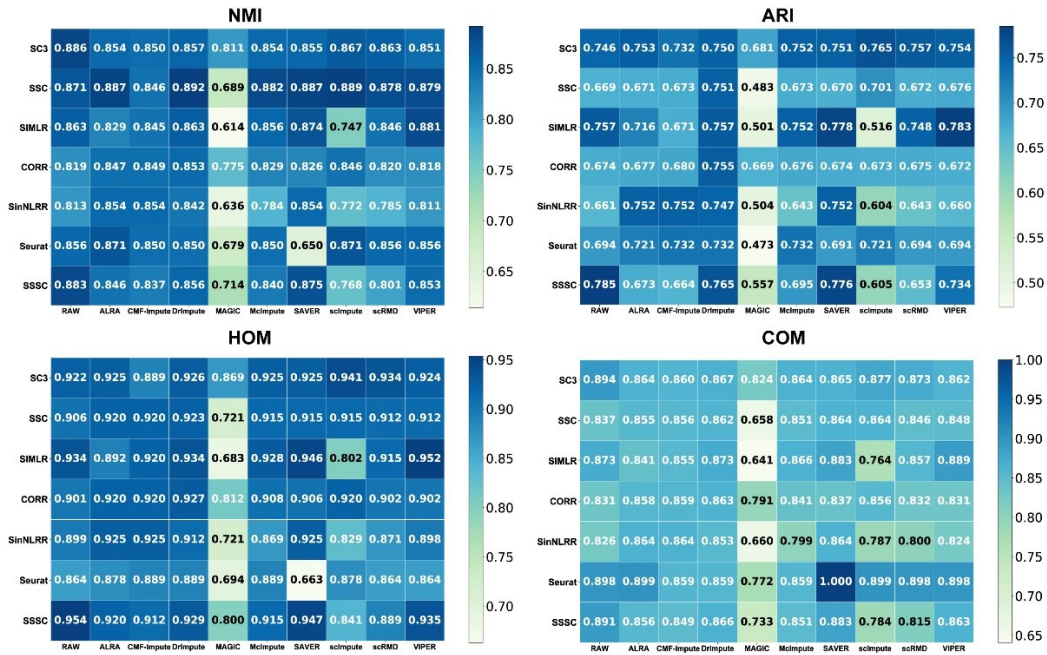 NMI
SC3 0.886 0.854 0.850 0.857 0.811 0.854 0.855 0.867 0.863 0.851
SSC 0.871 0.887 0.846 0.892 0.689 0.882 0.887 0.889 0.878 0.879
SIMLR 0.863 0.829 0.845 0.863 0.614 0.856 0.874 0.747 0.846 0.881
CORR 0.819 0.847 0.849 0.853 0.775 0.829 0.826 0.846 0.820 0.818
SinNLRR 0.813 0.854 0.854 0.842 0.636 0.784 0.854 0.772 0.785 0.811
Seurat 0.856 0.871 0.850 0.850 0.679 0.850 0.650 0.871 0.856 0.856
SSSC 0.883 0.846 0.837 0.856 0.714 0.840 0.875 0.768 0.801 0.853
RAW ALRA CMF-Impute DrImpute MAGIC McImpute SAVER scImpute scRMD VIPER
0.85
0.80
0.75
0.70
0.65
ARI
SC3 0.746 0.753 0.732 0.750 0.681 0.752 0.751 0.765 0.757 0.754
SSC 0.669 0.671 0.673 0.751 0.483 0.673 0.670 0.701 0.672 0.676
SIMLR 0.757 0.716 0.671 0.757 0.501 0.752 0.778 0.516 0.748 0.783
CORR 0.674 0.677 0.680 0.755 0.669 0.676 0.674 0.673 0.675 0.672
SinNLRR 0.661 0.752 0.752 0.747 0.504 0.643 0.752 0.604 0.643 0.660
Seurat 0.694 0.721 0.732 0.732 0.473 0.732 0.691 0.721 0.694 0.694
SSSC 0.785 0.673 0.664 0.765 0.557 0.695 0.776 0.605 0.653 0.734
RAW ALRA CMF-Impute DrImpute MAGIC McImpute SAVER scImpute scRMD VIPER
0.75
0.70
0.65
0.60
0.55
0.50
HOM
SC3 0.922 0.925 0.889 0.926 0.869 0.925 0.925 0.941 0.934 0.924
SSC 0.906 0.920 0.920 0.923 0.721 0.915 0.915 0.915 0.912 0.912
SIMLR 0.934 0.892 0.920 0.934 0.683 0.928 0.946 0.802 0.915 0.952
CORR 0.901 0.920 0.920 0.927 0.812 0.908 0.906 0.920 0.902 0.902
SinNLRR 0.899 0.925 0.925 0.912 0.721 0.869 0.925 0.829 0.871 0.898
Seurat 0.864 0.878 0.889 0.889 0.694 0.889 0.663 0.878 0.864 0.864
SSSC 0.954 0.920 0.912 0.929 0.800 0.915 0.947 0.841 0.889 0.935
RAW ALRA CMF-Impute DrImpute MAGIC McImpute SAVER scImpute scRMD VIPER
0.95
0.90
0.85
0.80
0.75
0.70
COM
SC3 0.894 0.864 0.860 0.867 0.824 0.864 0.865 0.877 0.873 0.862
SSC 0.837 0.855 0.856 0.862 0.658 0.851 0.864 0.864 0.846 0.848
SIMLR 0.873 0.841 0.855 0.873 0.641 0.866 0.883 0.764 0.857 0.889
CORR 0.831 0.858 0.859 0.863 0.791 0.841 0.837 0.856 0.832 0.831
SinNLRR 0.826 0.864 0.864 0.853 0.660 0.799 0.864 0.787 0.800 0.824
Seurat 0.898 0.899 0.859 0.859 0.772 0.859 1.000 0.899 0.898 0.898
SSSC 0.891 0.856 0.849 0.866 0.733 0.851 0.883 0.784 0.815 0.863
RAW ALRA CMF-Impute DrImpute MAGIC McImpute SAVER scImpute scRMD VIPER
1.00
0.95
0.90
0.85
0.80
0.75
0.70
0.65